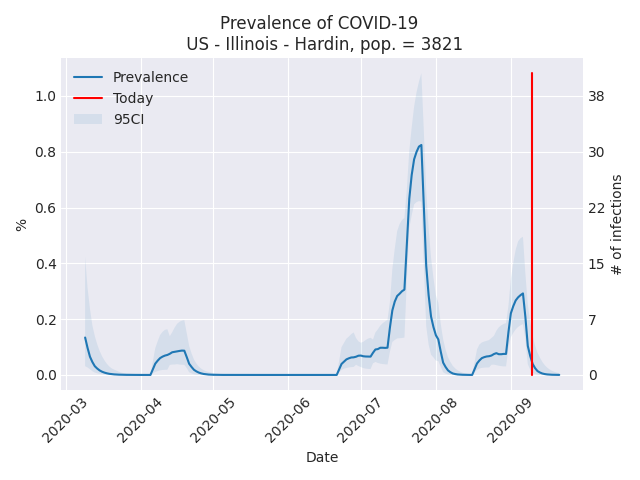 Prevalence of COVID-19
US - Illinois - Hardin, pop. = 3821
Prevalence
Today
95CI
%
1.0
0.8
0.6
0.4
0.2
0.0
38
30
22
15
7
0
# of infections
2020-03
2020-04
2020-05
2020-06
2020-07
2020-08
2020-09
Date